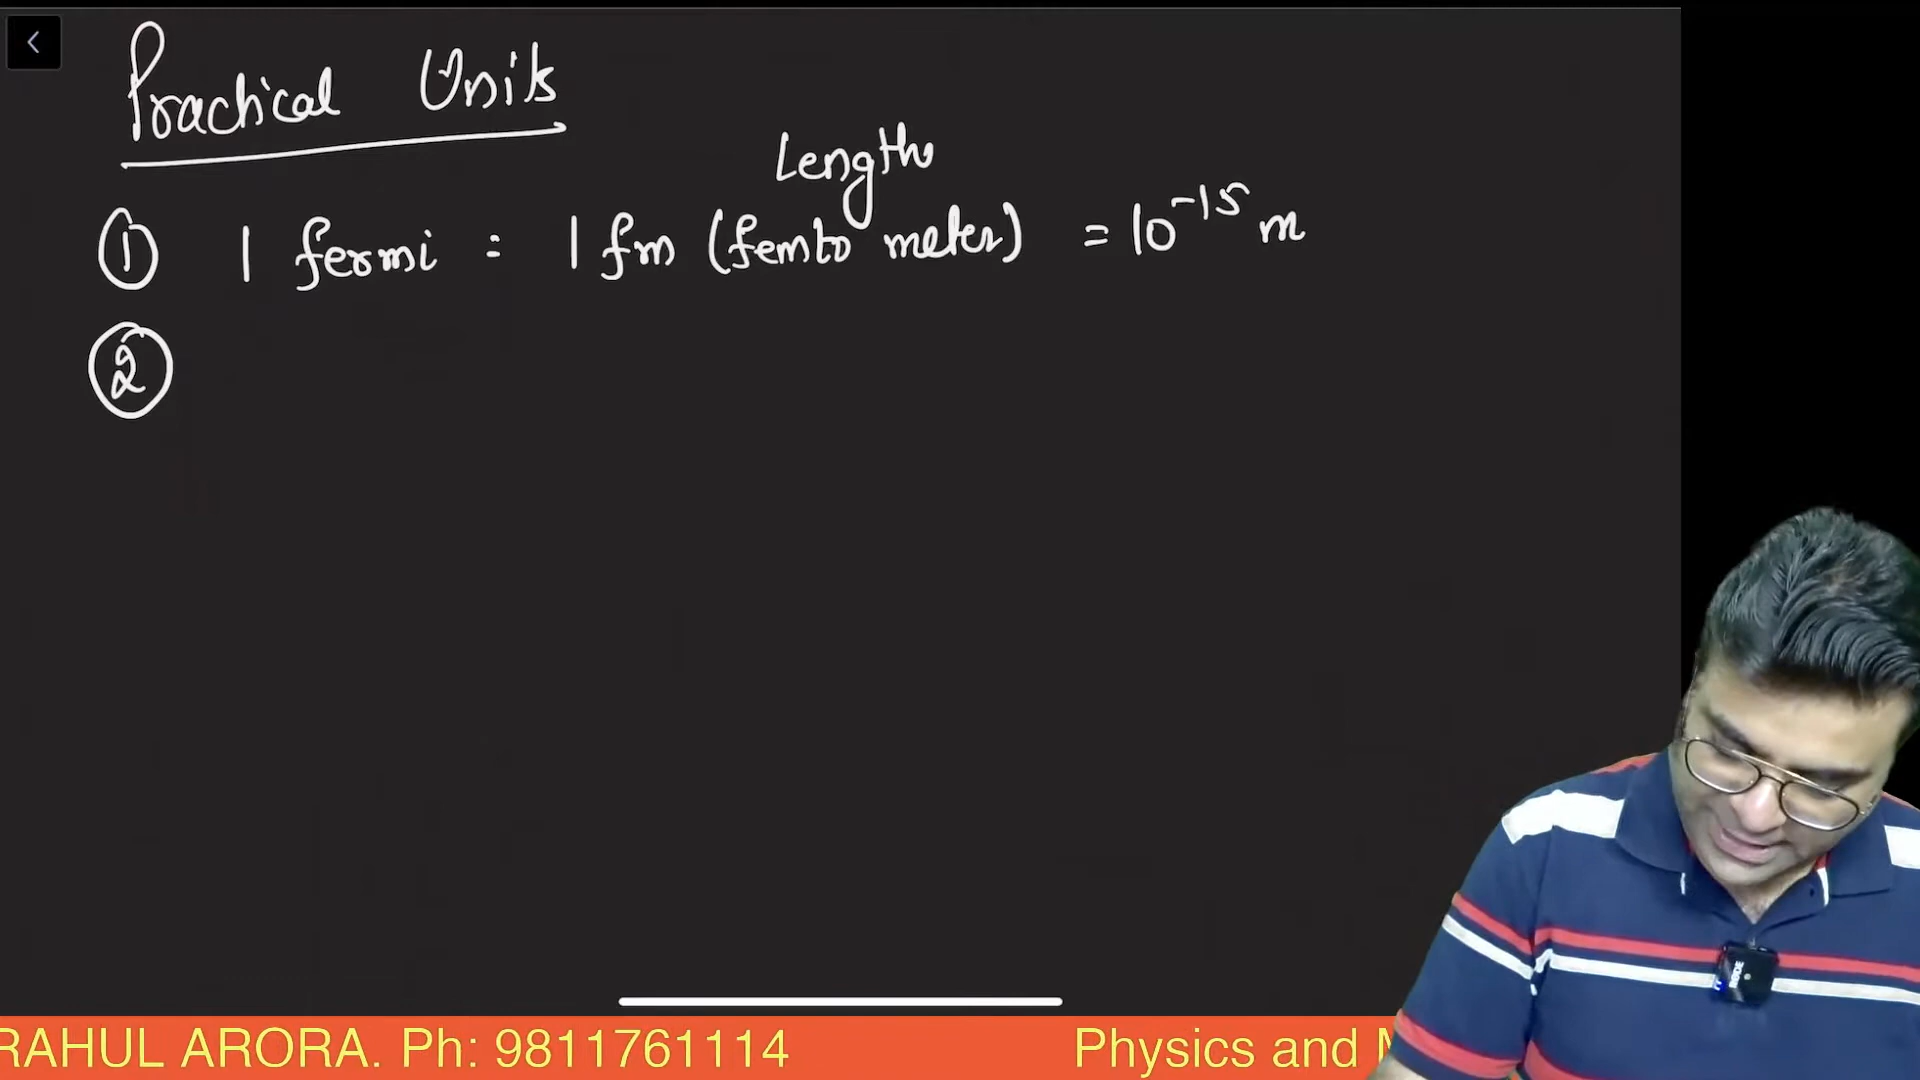 Practical Units
Length
① 1 fermi = 1 fm (femto meter) = 10⁻¹⁵ m
②
RAHUL ARORA. Ph: 9811761114 Physics and